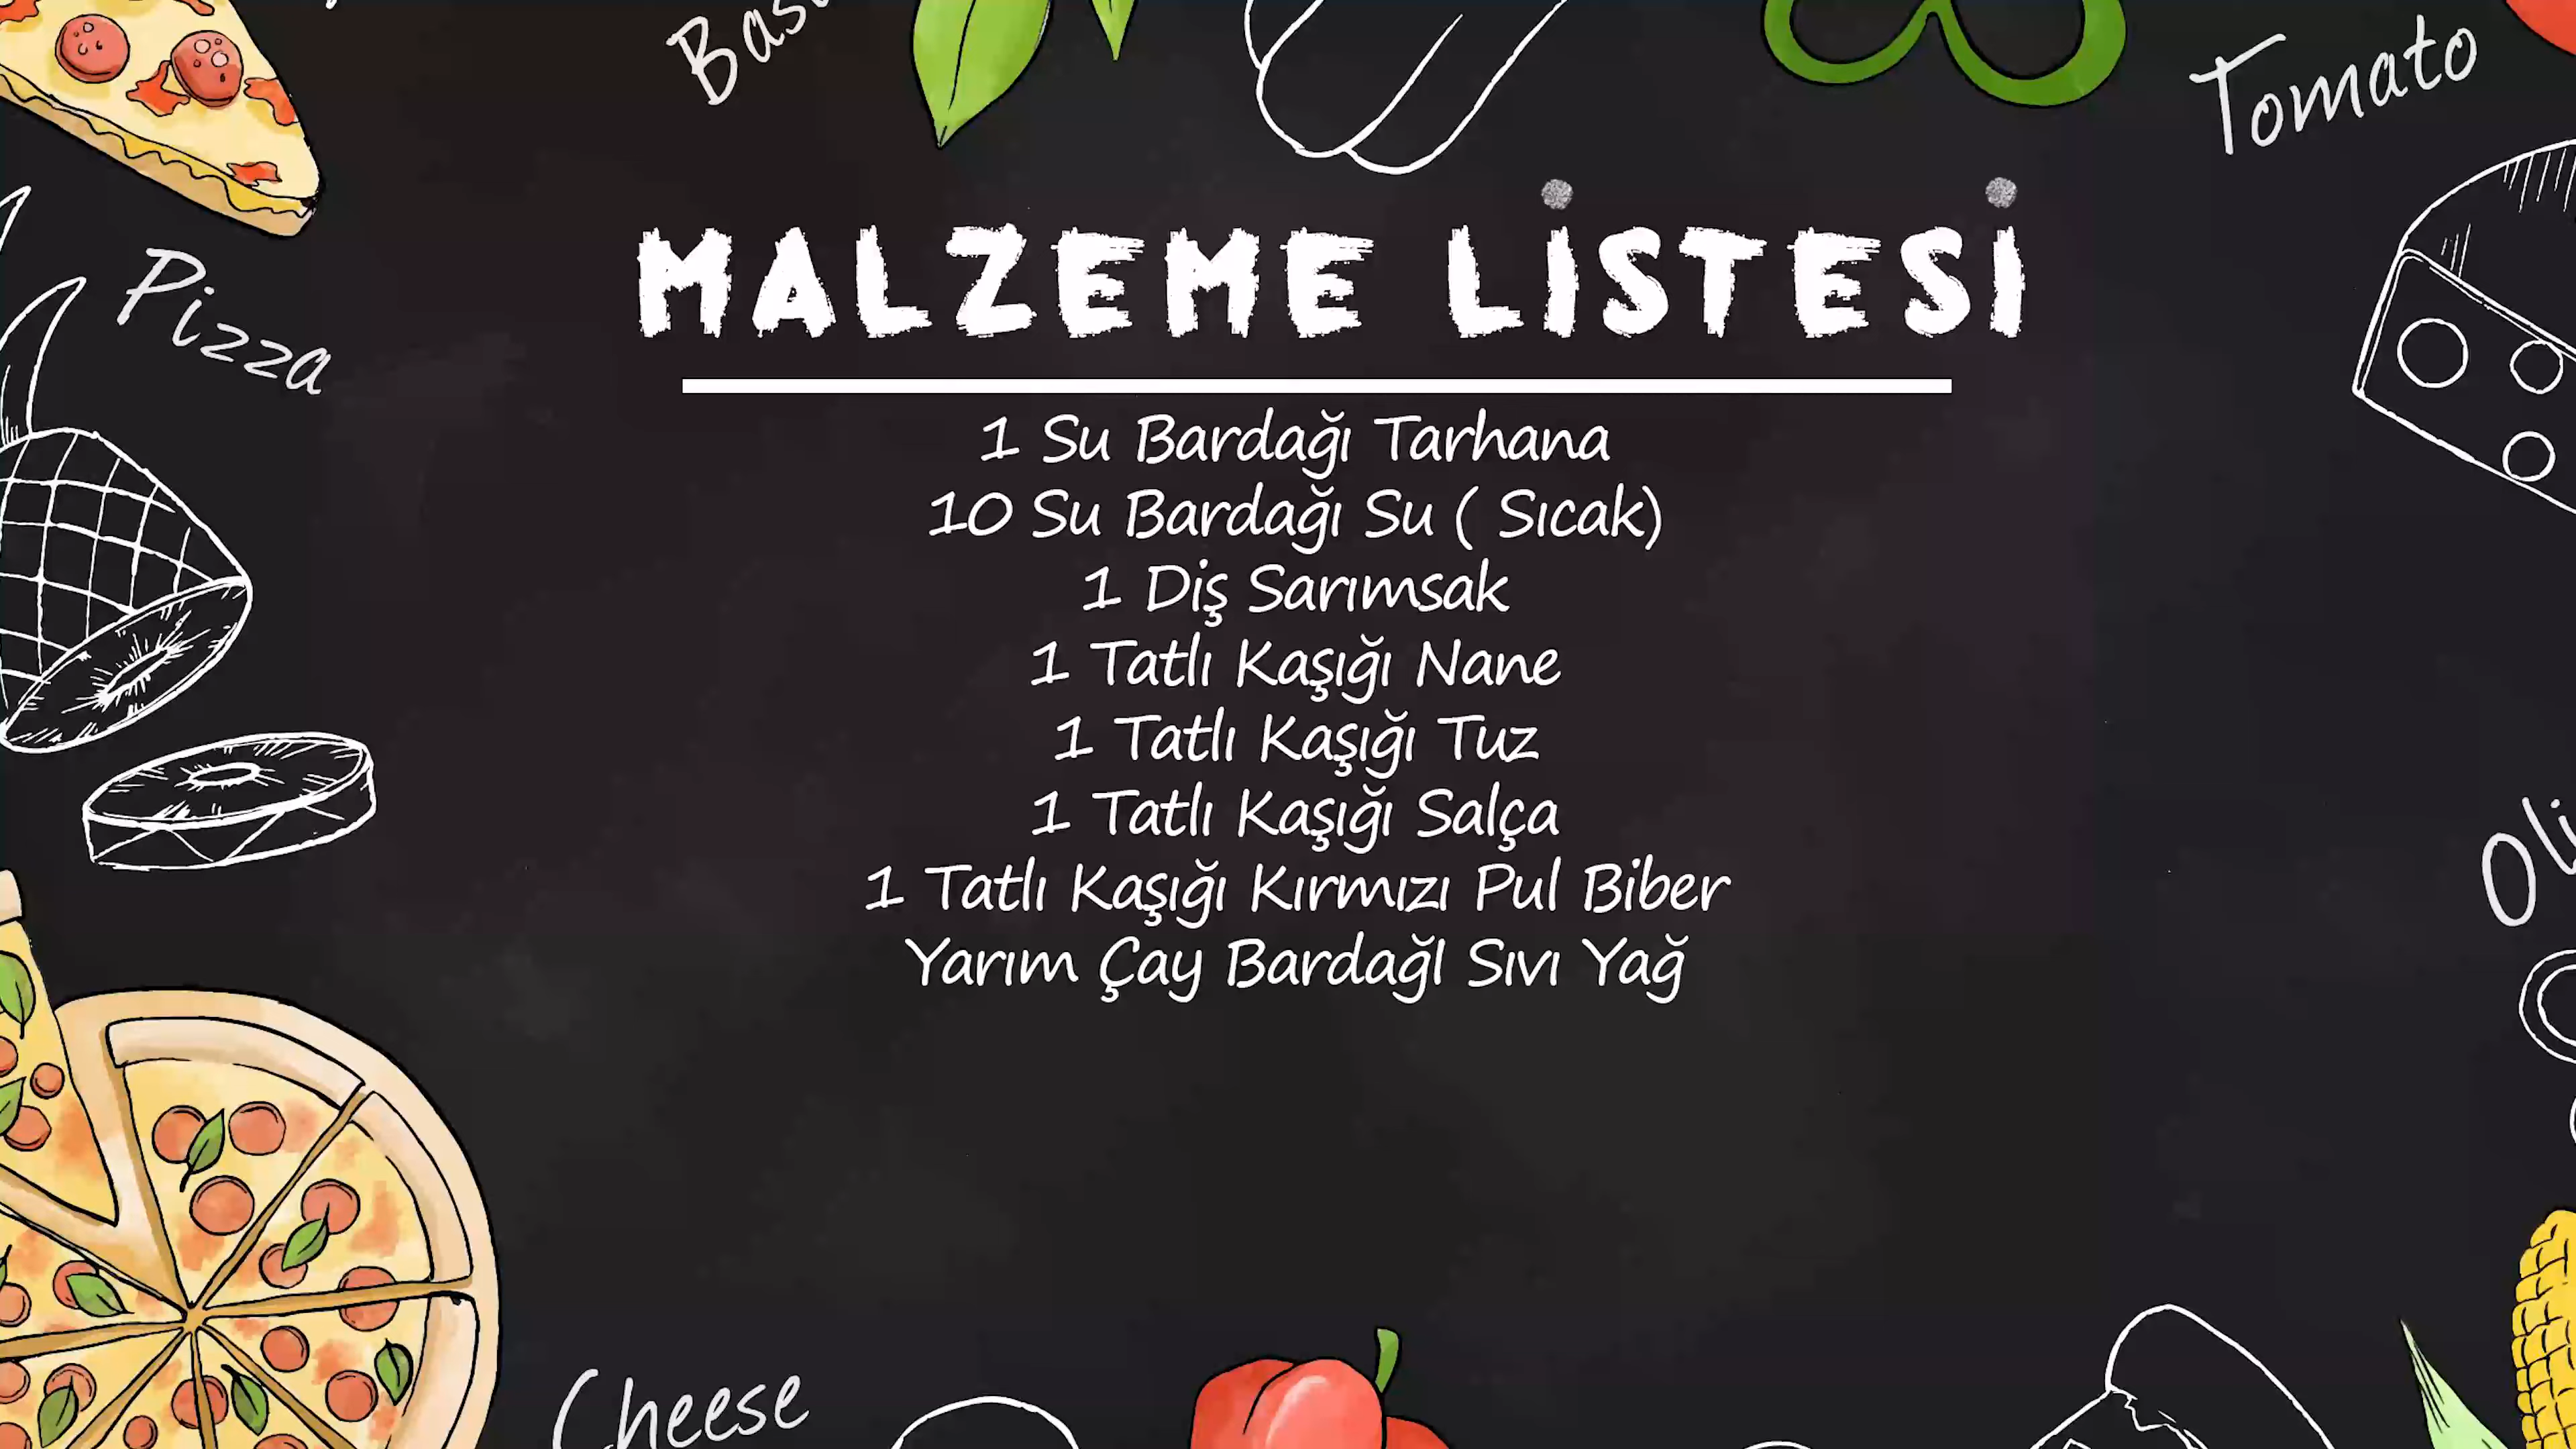 Tomato
MALZEME LİSTESİ
Pizza
1 Su Bardağı Tarhana
10 Su Bardağı Su ( Sıcak)
1 Diş Sarımsak
1 Tatlı Kaşığı Nane
1 Tatlı Kaşığı Tuz
1 Tatlı Kaşığı Salça
1 Tatlı Kaşığı Kırmızı Pul Biber
Yarım Çay Bardağl Sıvı Yağ
Cheese